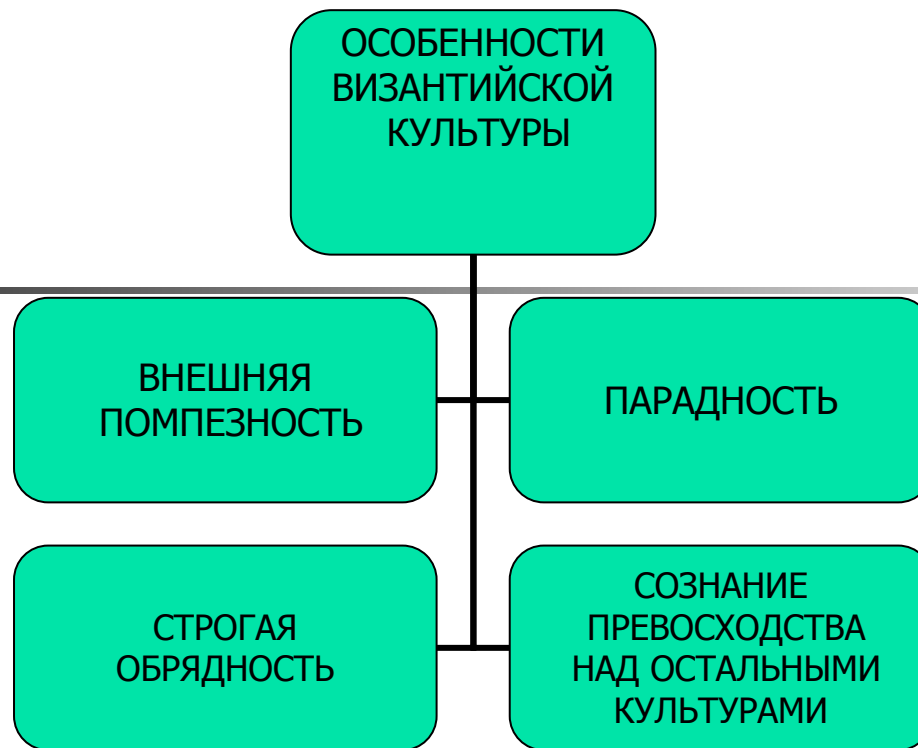 ОСОБЕННОСТИ
ВИЗАНТИЙСКОЙ
КУЛЬТУРЫ
ВНЕШНЯЯ
ПОМПЕЗНОСТЬ
ПАРАДНОСТЬ
СТРОГАЯ
ОБРЯДНОСТЬ
СОЗНАНИЕ
ПРЕВОСХОДСТВА
НАД ОСТАЛЬНЫМИ
КУЛЬТУРАМИ